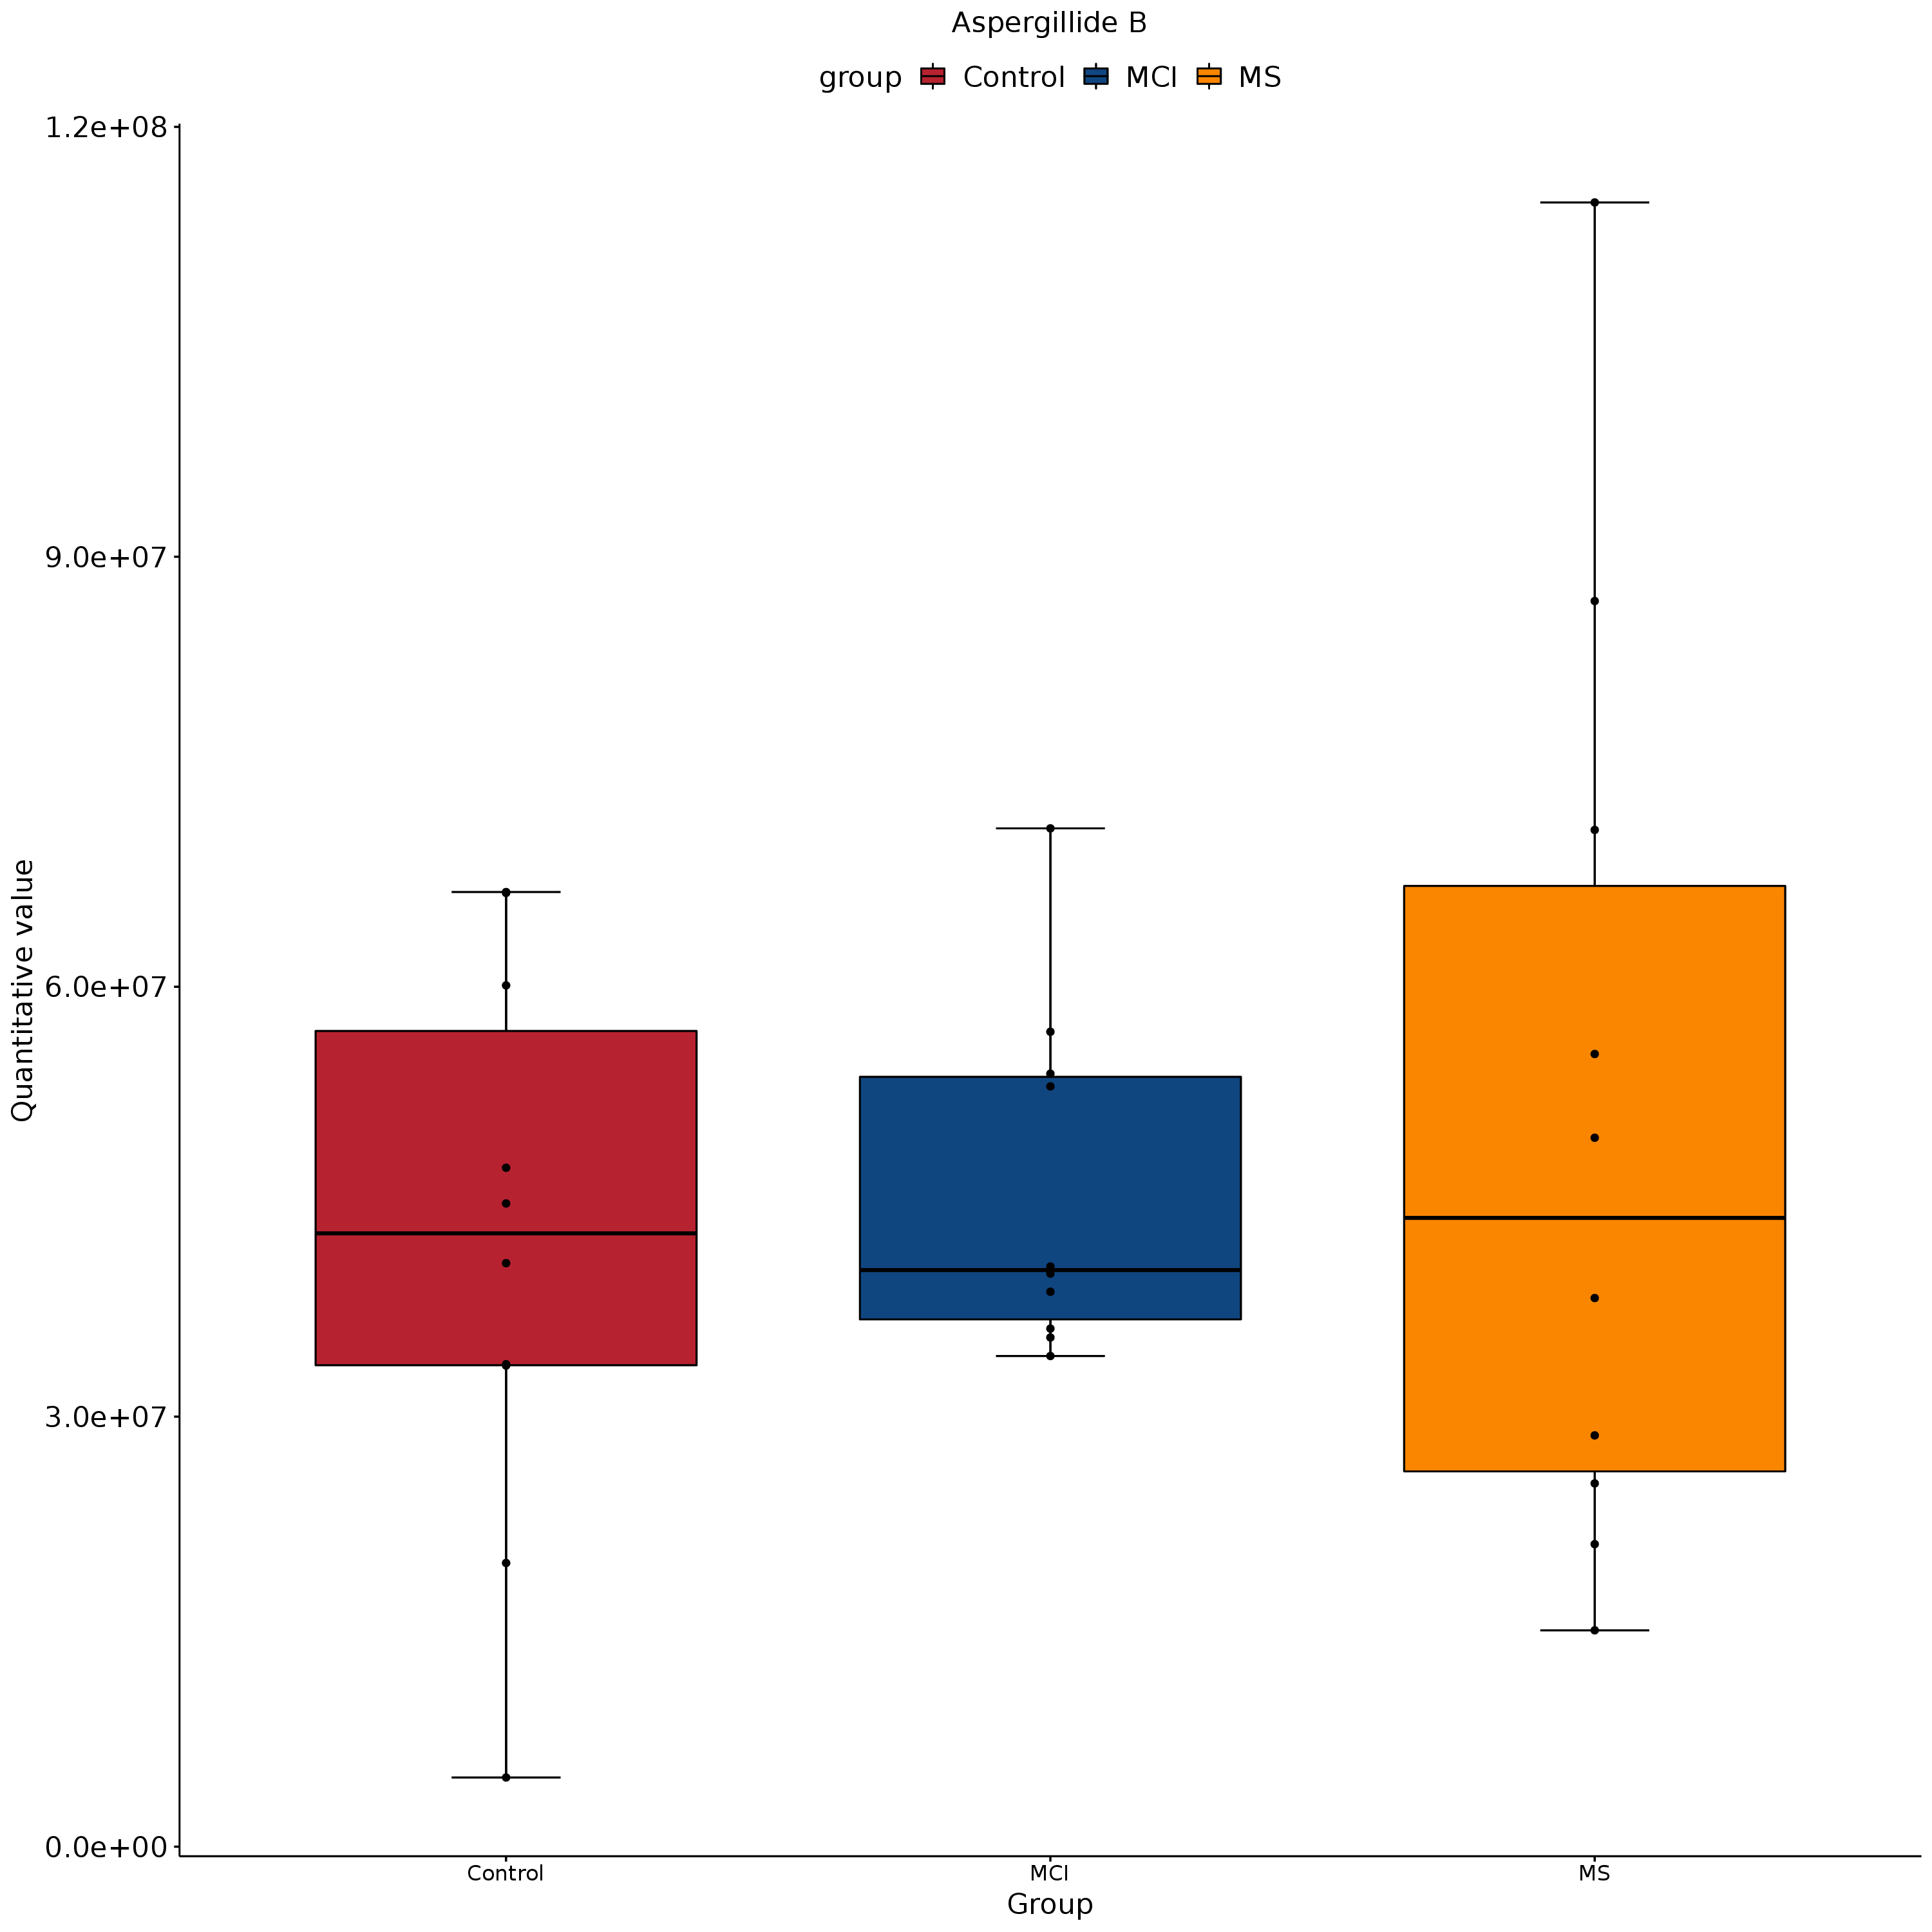 Aspergillide B
group Control MCI MS
1.2e+08
9.0e+07
6.0e+07
3.0e+07
0.0e+00
Quantitative value
Control MCI MS
Group